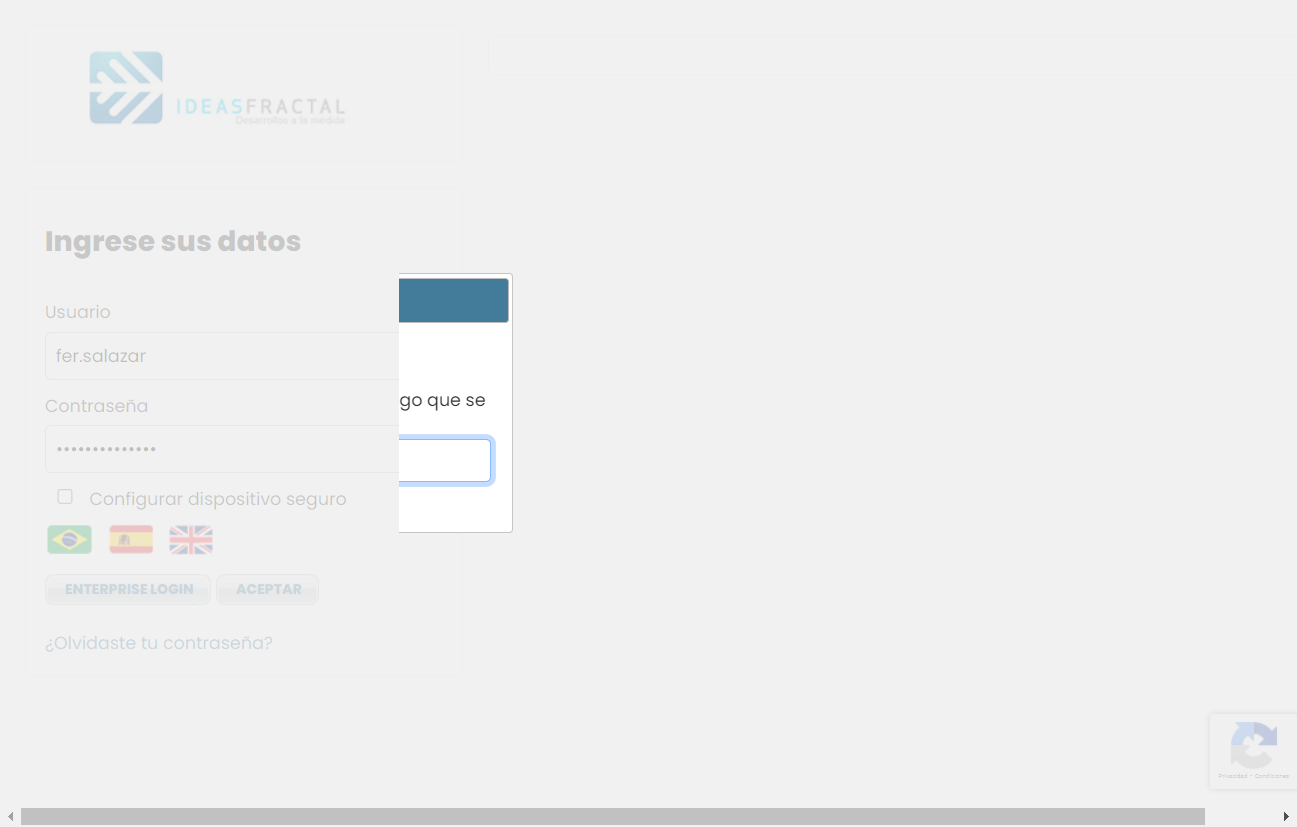 IDEASFRACTAL
Desarrollos a la medida
Ingrese sus datos
Usuario
fer.salazar
Contraseña
••••••••••••••
go que se
Configurar dispositivo seguro
ENTERPRISE LOGIN
ACEPTAR
¿Olvidaste tu contraseña?
Privacidad - Condiciones